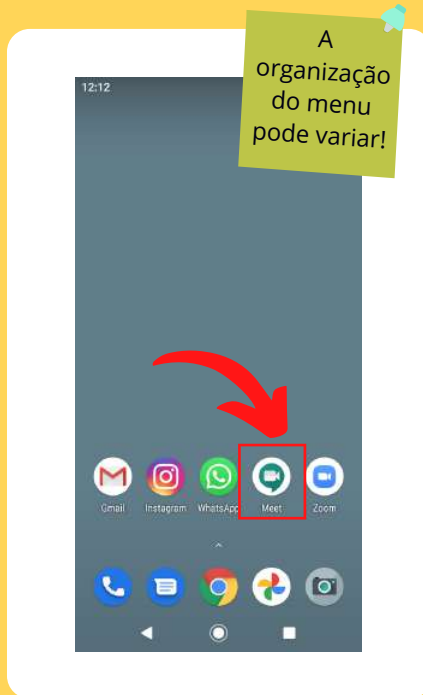 A
organização
do menu
pode variar!
12:12
Gmail Instagram WhatsApp Meet Zoom